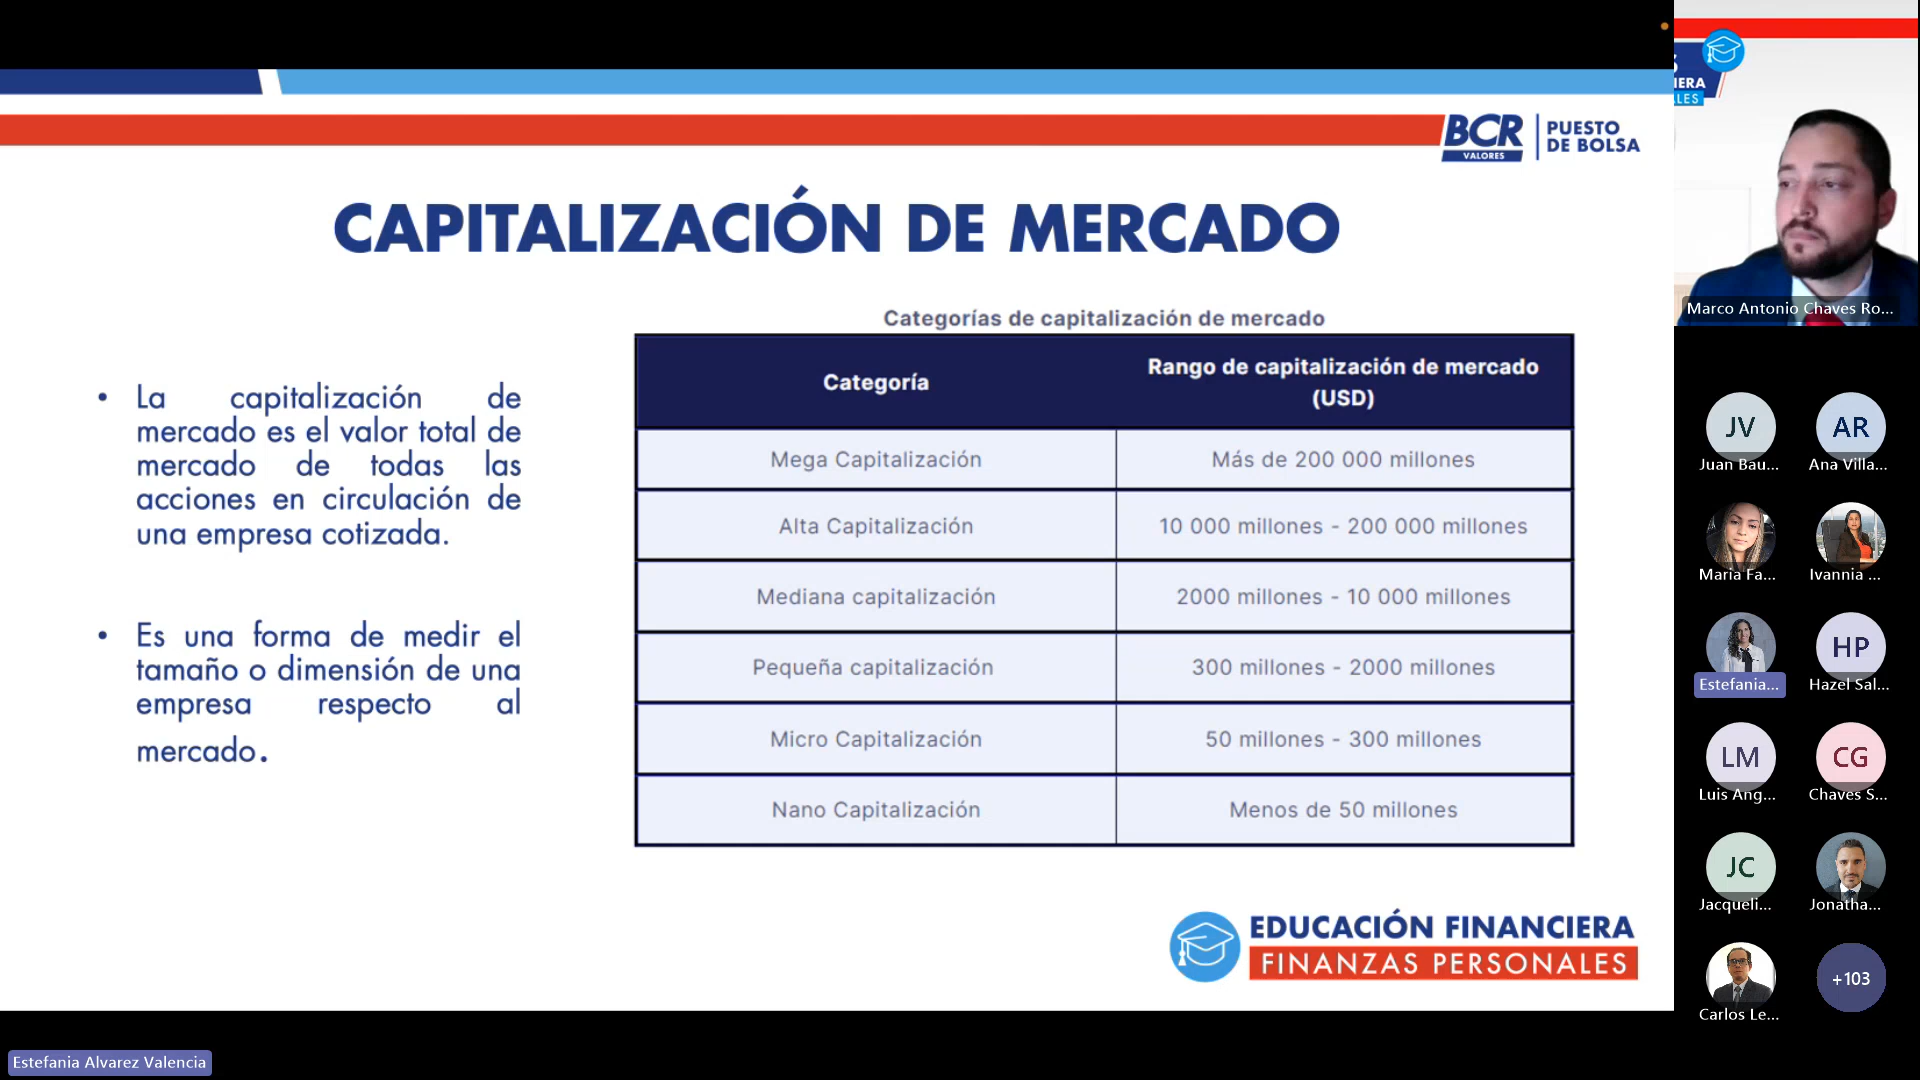 BCR
VALORES
PUESTO
DE BOLSA
CAPITALIZACIÓN DE MERCADO
• La capitalización de
mercado es el valor total de
mercado de todas las
acciones en circulación de
una empresa cotizada.
• Es una forma de medir el
tamaño o dimensión de una
empresa respecto al
mercado.
Categorías de capitalización de mercado
Categoría
Rango de capitalización de mercado
(USD)
Mega Capitalización
Más de 200 000 millones
Alta Capitalización
10 000 millones - 200 000 millones
Mediana capitalización
2000 millones - 10 000 millones
Pequeña capitalización
300 millones - 2000 millones
Micro Capitalización
50 millones - 300 millones
Nano Capitalización
Menos de 50 millones
EDUCACIÓN FINANCIERA
FINANZAS PERSONALES
Estefania Alvarez Valencia
IERA
LES
Marco Antonio Chaves Ro...
JV
Juan Bau...
AR
Ana Villa...
Maria Fa...
Ivannia ...
Estefania...
HP
Hazel Sal...
LM
Luis Ang...
CG
Chaves S...
JC
Jacqueli...
Jonatha...
Carlos Le...
+103